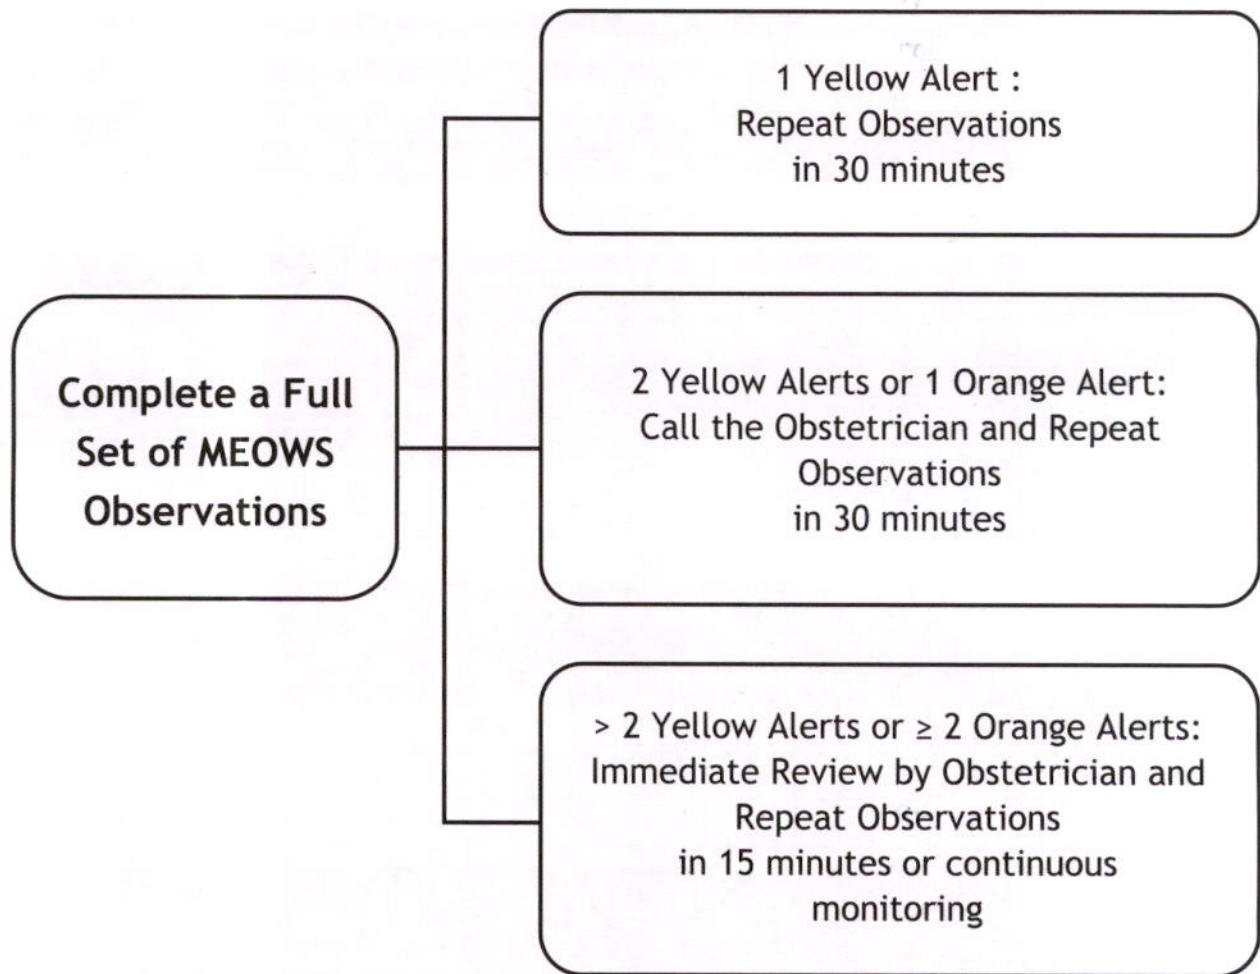 1 Yellow Alert :
Repeat Observations
in 30 minutes
Complete a Full
Set of MEOWS
Observations
2 Yellow Alerts or 1 Orange Alert:
Call the Obstetrician and Repeat
Observations
in 30 minutes
> 2 Yellow Alerts or ≥ 2 Orange Alerts:
Immediate Review by Obstetrician and
Repeat Observations
in 15 minutes or continuous
monitoring